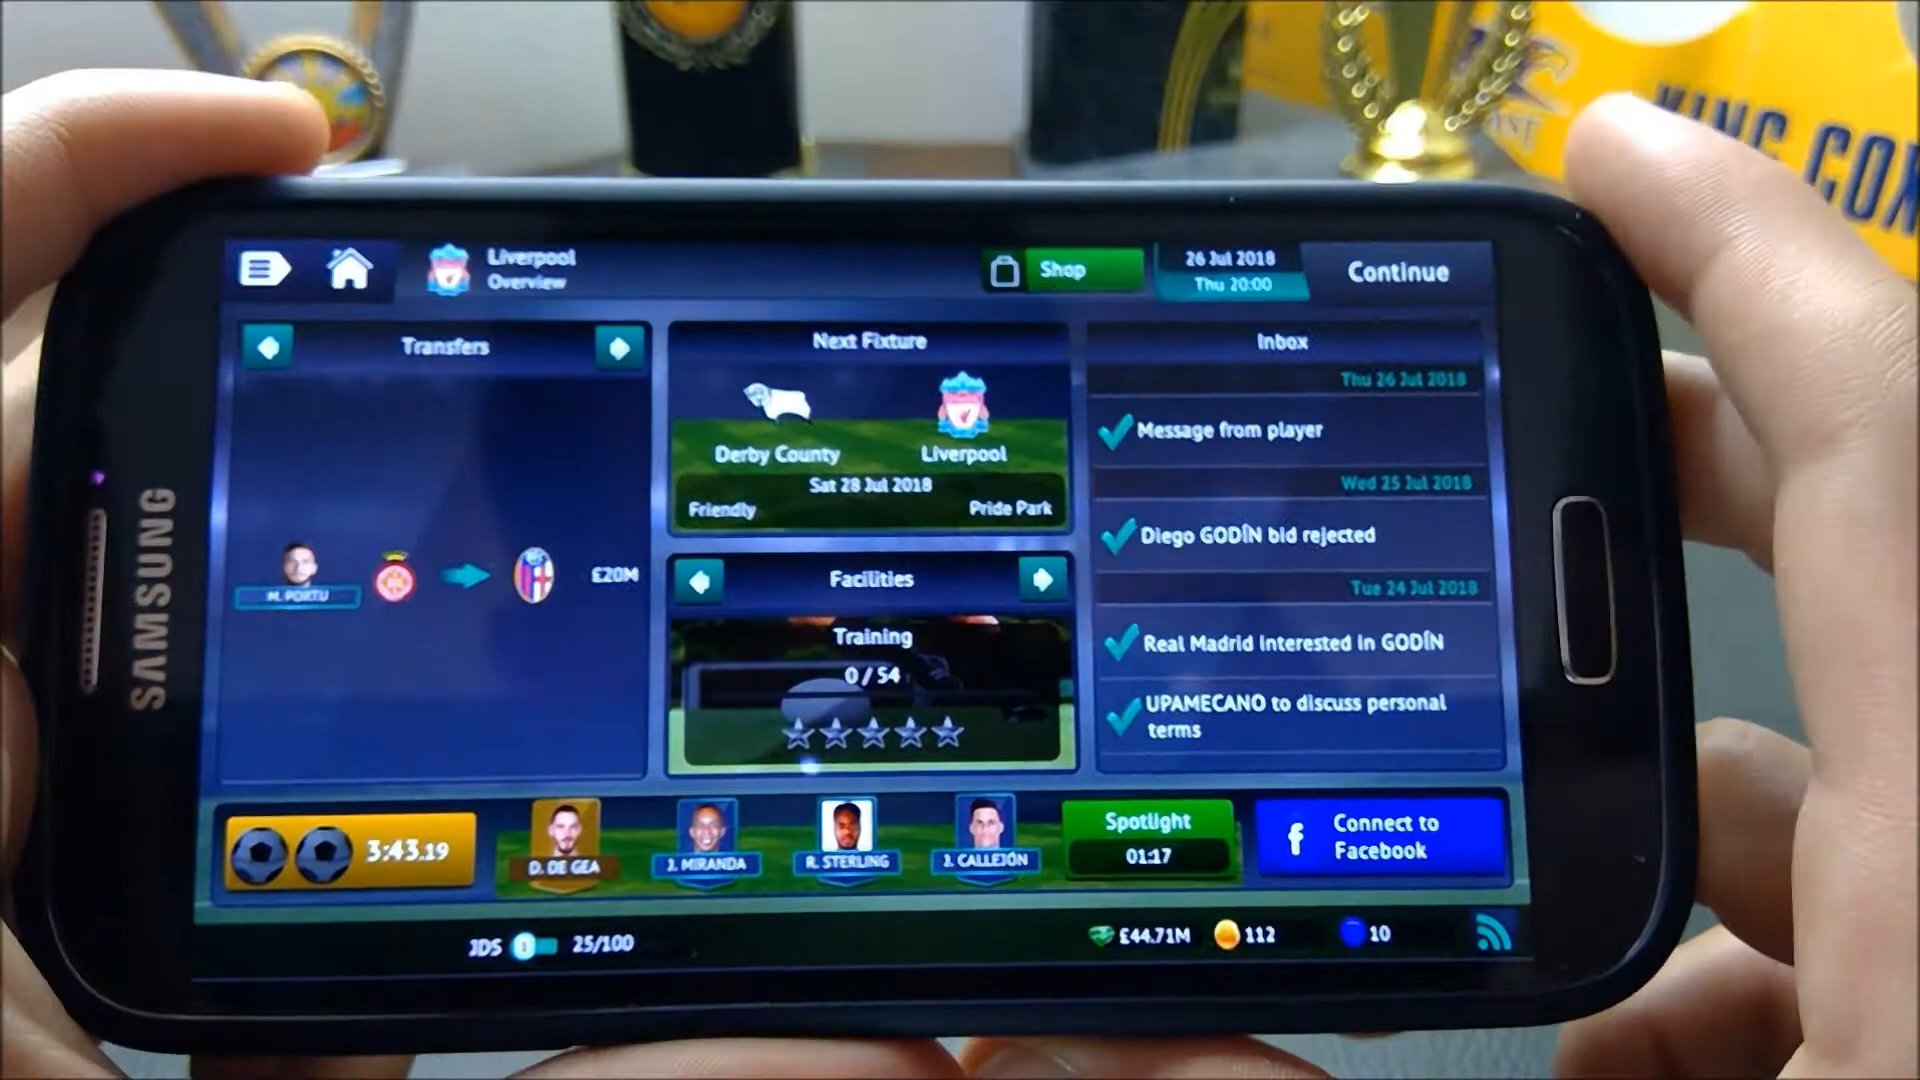 KING COX
AST
SAMSUNG
Liverpool
Overview
Shop
26 Jul 2018
Thu 20:00
Continue
Transfers
M. PORTU
£20M
Next Fixture
Derby County
Liverpool
Sat 28 Jul 2018
Friendly
Pride Park
Facilities
Training
0 / 54
Inbox
Thu 26 Jul 2018
Message from player
Wed 25 Jul 2018
Diego GODÍN bid rejected
Tue 24 Jul 2018
Real Madrid interested in GODÍN
UPAMECANO to discuss personal
terms
3:43.19
D. DE GEA
J. MIRANDA
R. STERLING
J. CALLEJÓN
Spotlight
01:17
f
Connect to
Facebook
JDS
1
25/100
£44.71M
112
10